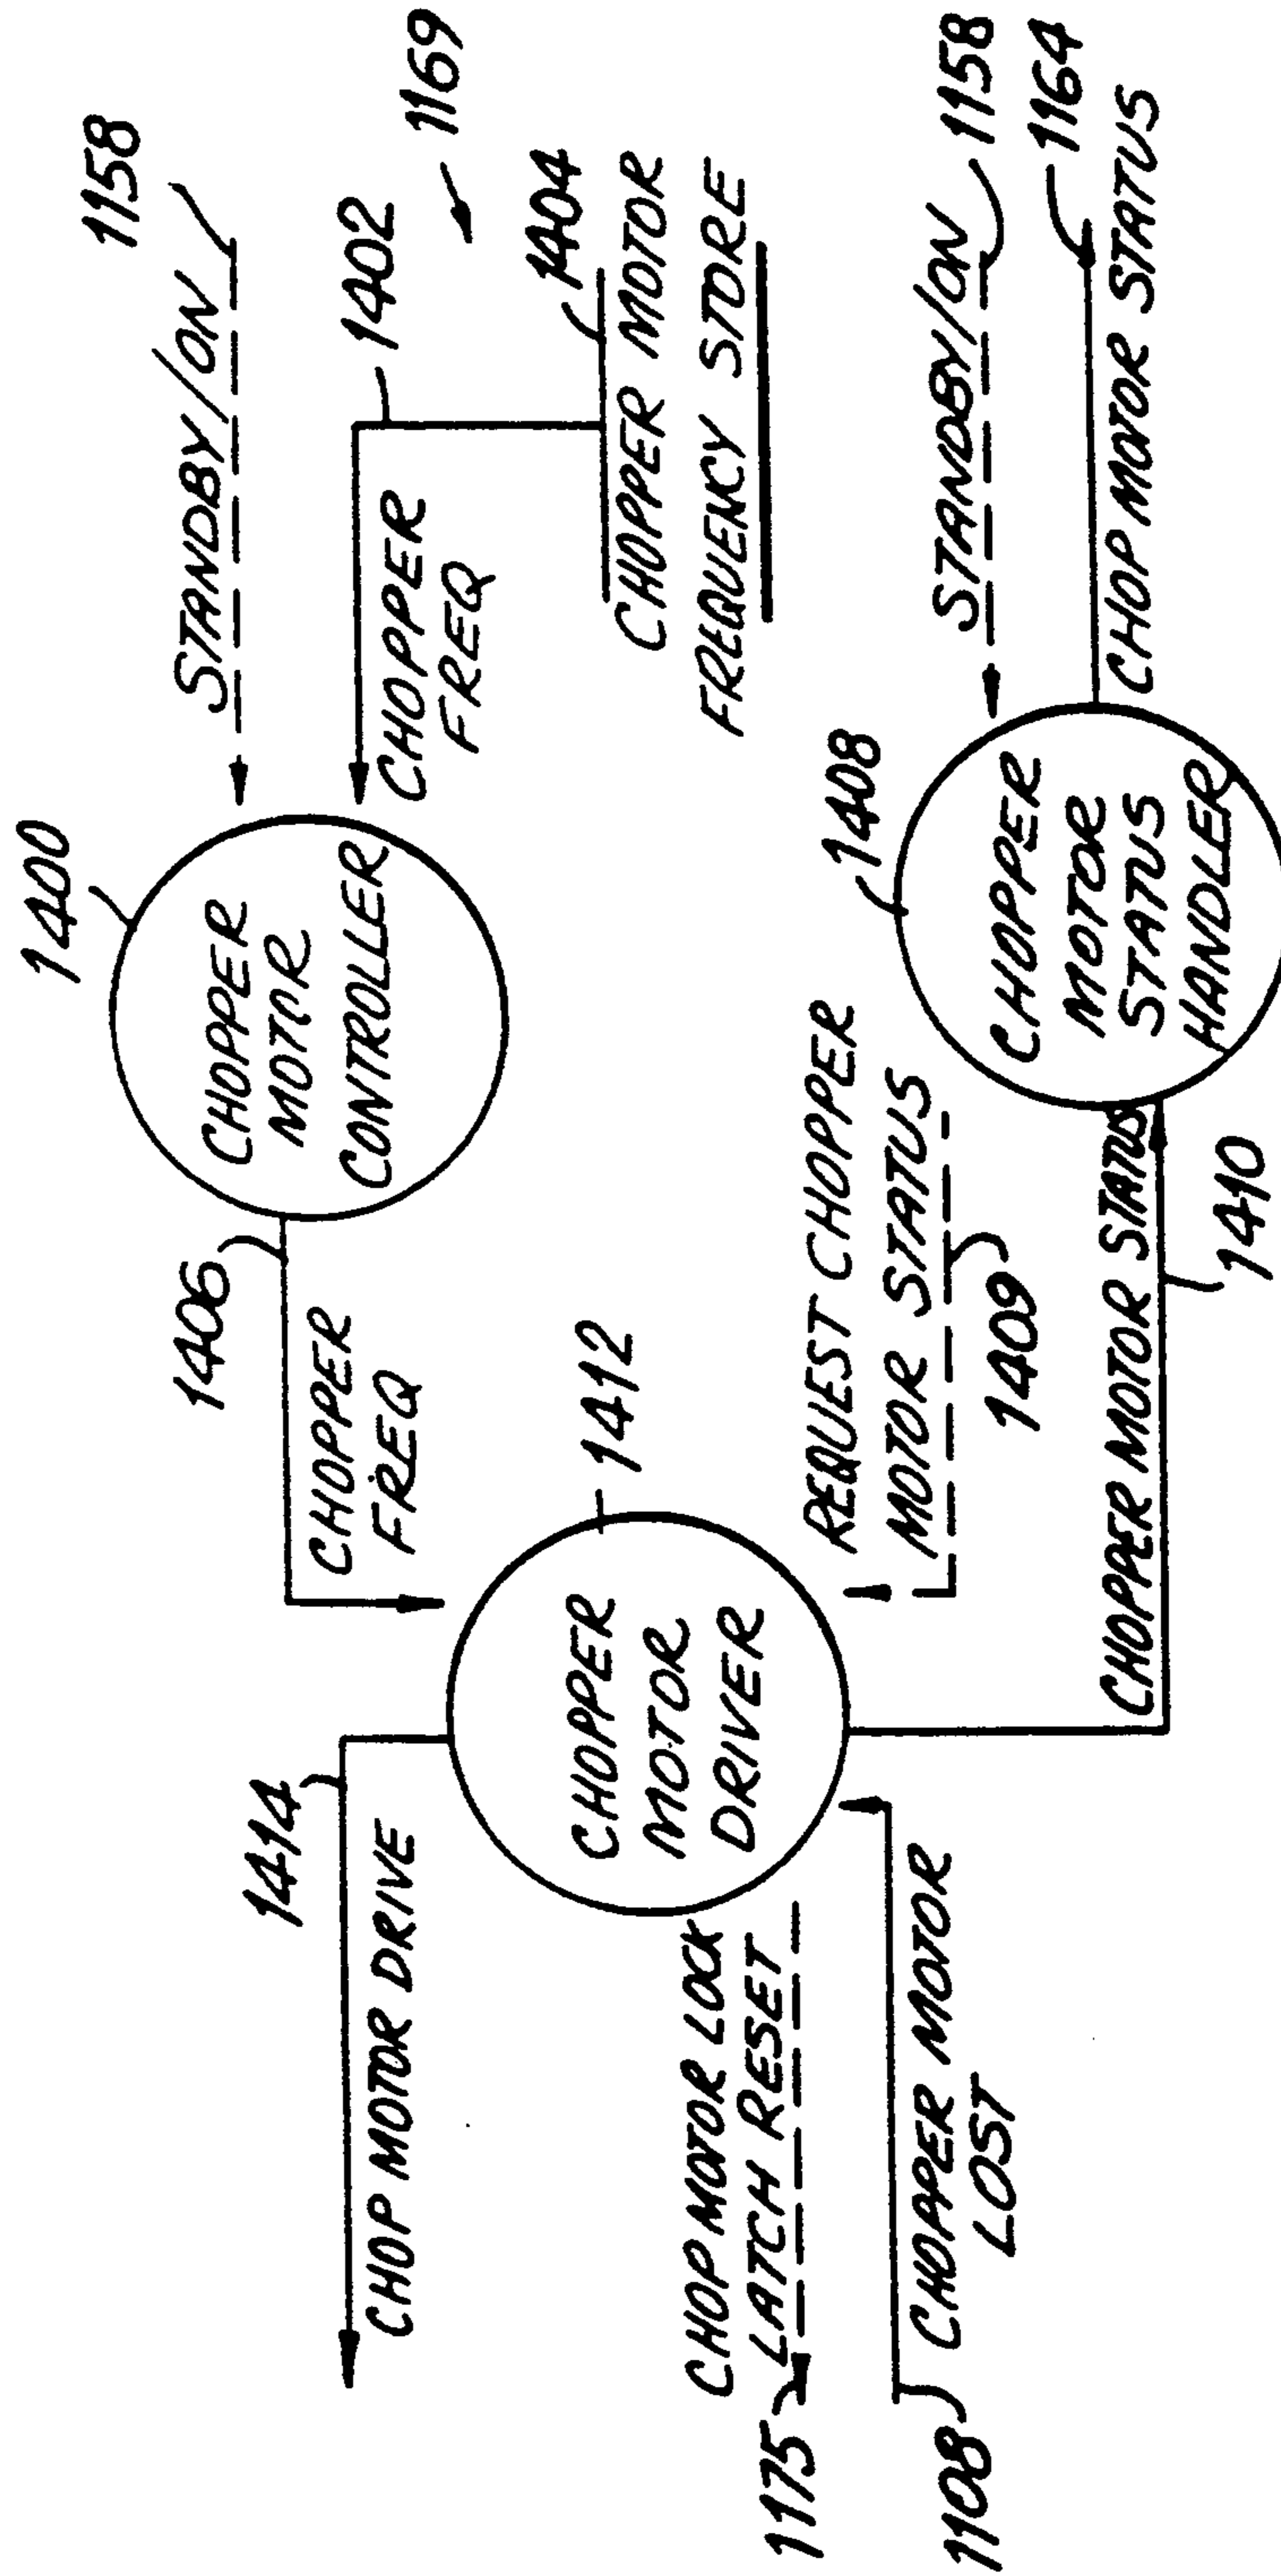 1158
STANDBY/ON
1400
CHOPPER
MOTOR
CONTROLLER
1402
1169
CHOPPER
FREQ
1404
CHOPPER MOTOR
FREQUENCY STORE
1406
CHOPPER
FREQ
1414
CHOP MOTOR DRIVE
1412
CHOPPER
MOTOR
DRIVER
CHOP MOTOR LOCK
LATCH RESET
1175
CHOPPER MOTOR
LOST
1108
REQUEST CHOPPER
MOTOR STATUS
1409
1408
CHOPPER
MOTOR
STATUS
HANDLER
STANDBY/ON
1158
1164
CHOP MOTOR STATUS
CHOPPER MOTOR STATUS
1410